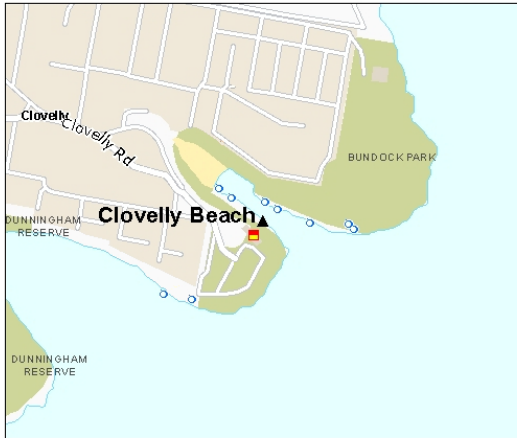 Clovelly
Clovelly Rd
BUNDOCK PARK
Clovelly Beach
DUNNINGHAM
RESERVE
DUNNINGHAM
RESERVE